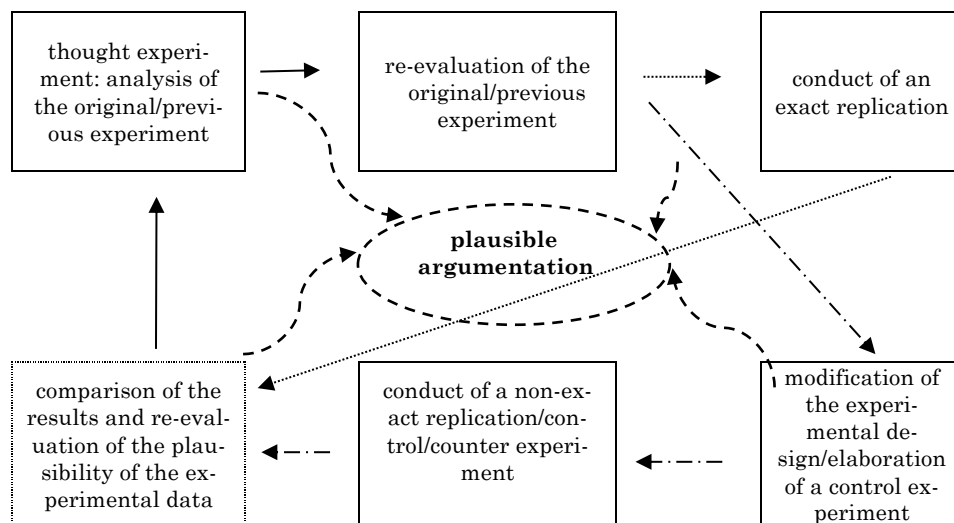 thought experi-
ment: analysis of
the original/previ-
ous experiment
re-evaluation of the
original/previous
experiment
conduct of an
exact replication
plausible
argumentation
comparison of the
results and re-eval-
uation of the plau-
sibility of the ex-
perimental data
conduct of a non-ex-
act replication/con-
trol/counter experi-
ment
modification of
the experi-
mental de-
sign/elaboration
of a control exp-
eriment